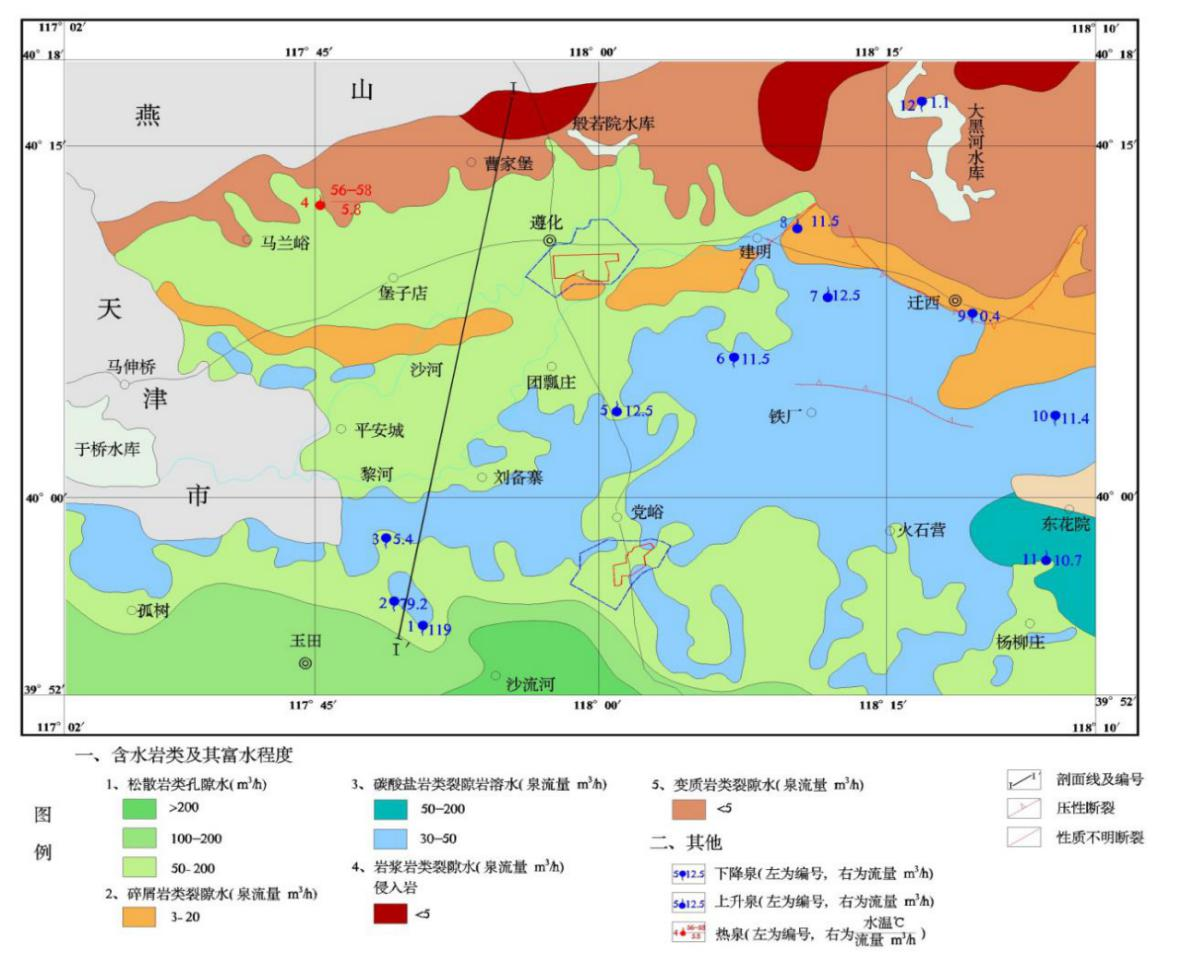 117° 02′
118° 10′
40° 18′
117° 45′
118° 00′
118° 15′
40° 18′
燕
山
I
12 1.1
大黑河水库
般若院水库
40° 15′
40° 15′
曹家堡
56-58
4
5.8
遵化
8 11.5
马兰峪
建明
堡子店
7 12.5
迁西
天
9 0.4
马伸桥
沙河
6 11.5
团瓢庄
津
5 12.5
铁厂
10 11.4
平安城
于桥水库
黎河
刘备寨
市
40° 00′
40° 00′
党峪
火石营
东花院
3 5.4
11 10.7
2 79.2
孤树
1 119
玉田
I′
杨柳庄
沙流河
39° 52′
39° 52′
117° 45′
118° 00′
118° 15′
117° 02′
118° 10′
图例
一、含水岩类及其富水程度
1、松散岩类孔隙水(m³/h)
>200
100-200
50-200
2、碎屑岩类裂隙水(泉流量 m³/h)
3-20
3、碳酸盐岩类裂隙岩溶水(泉流量 m³/h)
50-200
30-50
4、岩浆岩类裂隙水(泉流量 m³/h)
侵入岩
<5
5、变质岩类裂隙水(泉流量 m³/h)
<5
二、其他
5 12.5 下降泉(左为编号，右为流量 m³/h)
5 12.5 上升泉(左为编号，右为流量 m³/h)
4 56-58 5.8 热泉(左为编号，右为水温℃
流量 m³/h)
I I′ 剖面线及编号
压性断裂
性质不明断裂